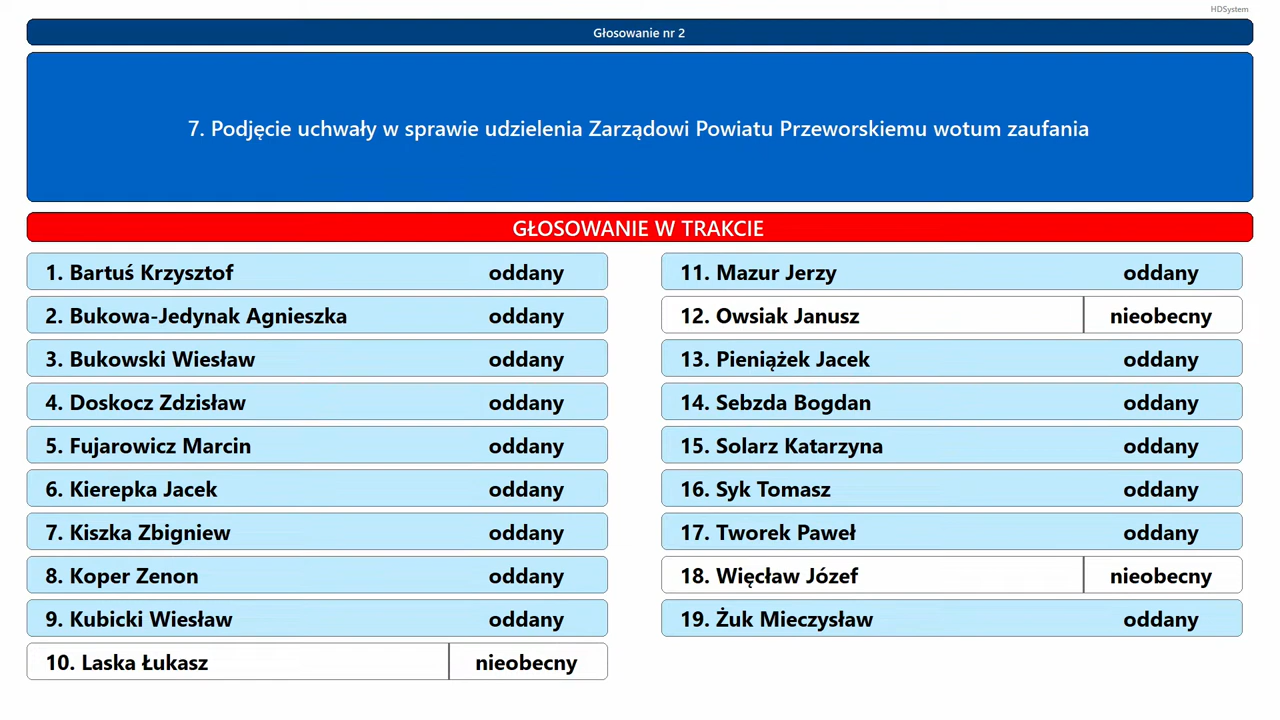 HDSystem
Głosowanie nr 2
7. Podjęcie uchwały w sprawie udzielenia Zarządowi Powiatu Przeworskiemu wotum zaufania
GŁOSOWANIE W TRAKCIE
1. Bartuś Krzysztof oddany
2. Bukowa-Jedynak Agnieszka oddany
3. Bukowski Wiesław oddany
4. Doskocz Zdzisław oddany
5. Fujarowicz Marcin oddany
6. Kierepka Jacek oddany
7. Kiszka Zbigniew oddany
8. Koper Zenon oddany
9. Kubicki Wiesław oddany
10. Laska Łukasz nieobecny
11. Mazur Jerzy oddany
12. Owsiak Janusz nieobecny
13. Pieniążek Jacek oddany
14. Sebzda Bogdan oddany
15. Solarz Katarzyna oddany
16. Syk Tomasz oddany
17. Tworek Paweł oddany
18. Więcław Józef nieobecny
19. Żuk Mieczysław oddany